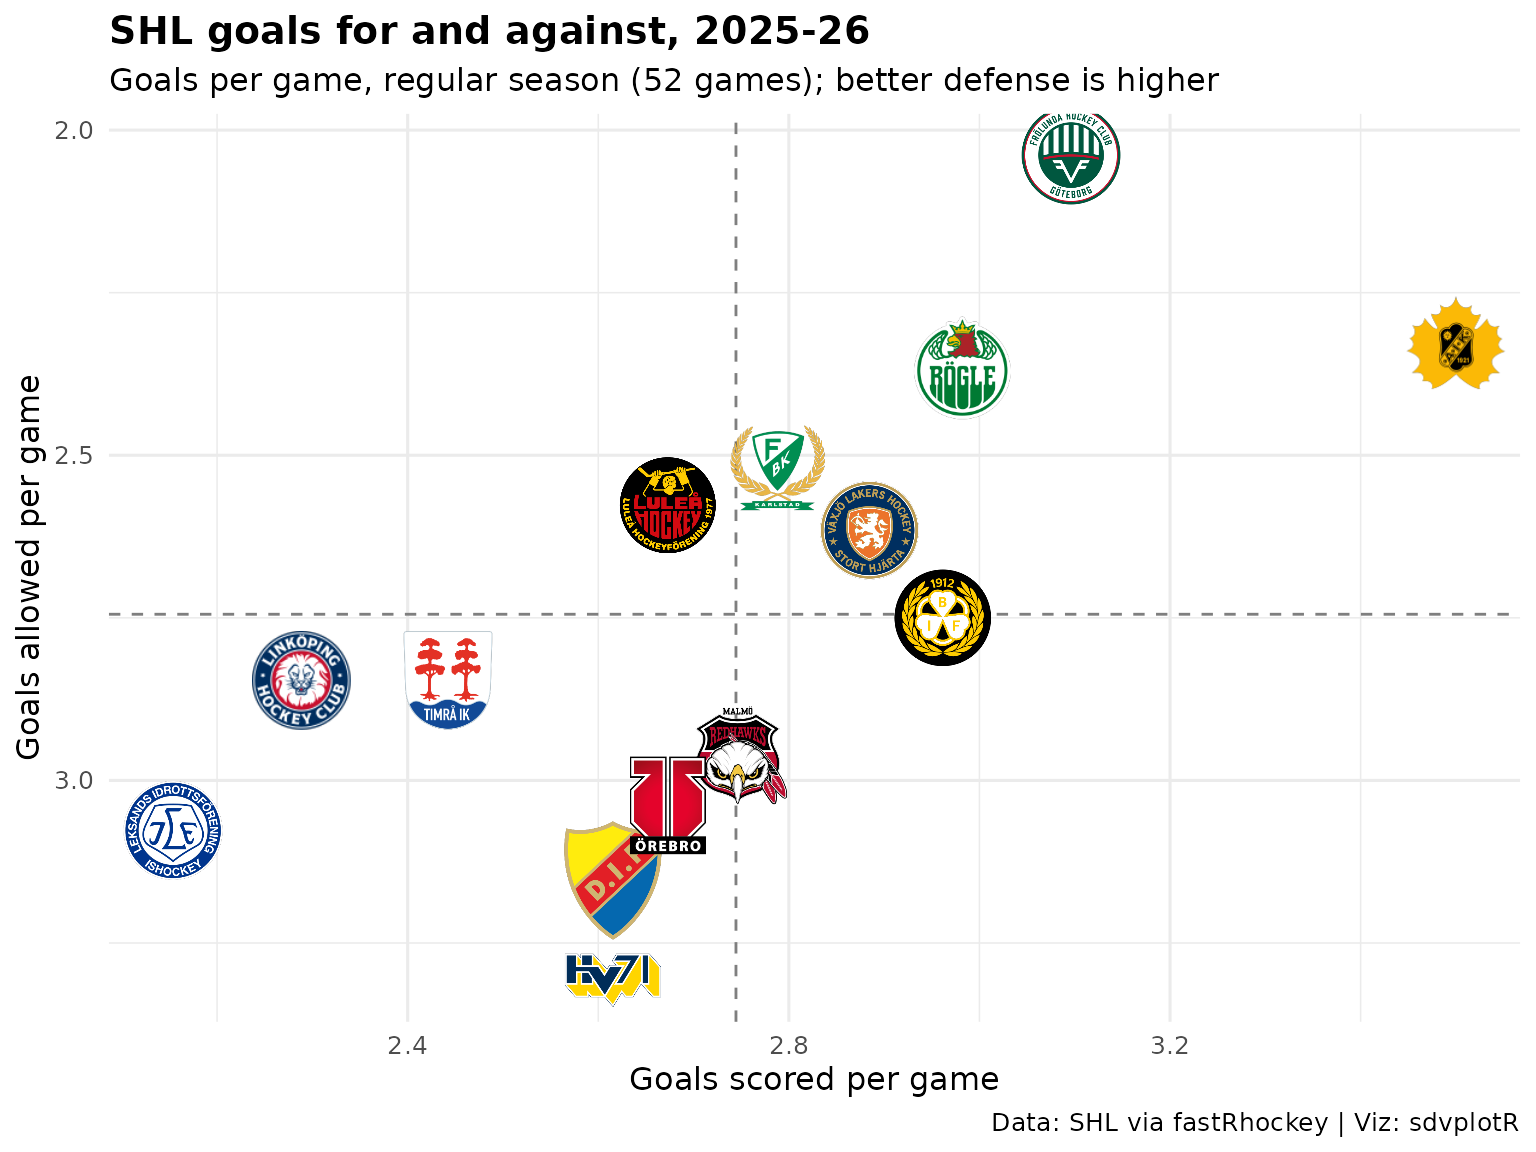 SHL goals for and against, 2025-26
Goals per game, regular season (52 games); better defense is higher
2.0
2.5
3.0
Goals allowed per game
FRÖLUNDA HOCKEY CLUB
GÖTEBORG
A·I·K
1921
RÖGLE
F
BK
KARLSTAD
LULEÅ
HOCKEY
LULEÅ HOCKEYFÖRENING 1977
VÄXJÖ LAKERS HOCKEY
STORT HJÄRTA
1912
B
I F
LINKÖPING
HOCKEY CLUB
TIMRÅ IK
MALMÖ
REDHAWKS
ÖREBRO
LEKSANDS IDROTTSFÖRENING
ISHOCKEY
D.I.F
HV71
2.4
2.8
3.2
Goals scored per game
Data: SHL via fastRhockey | Viz: sdvplotR